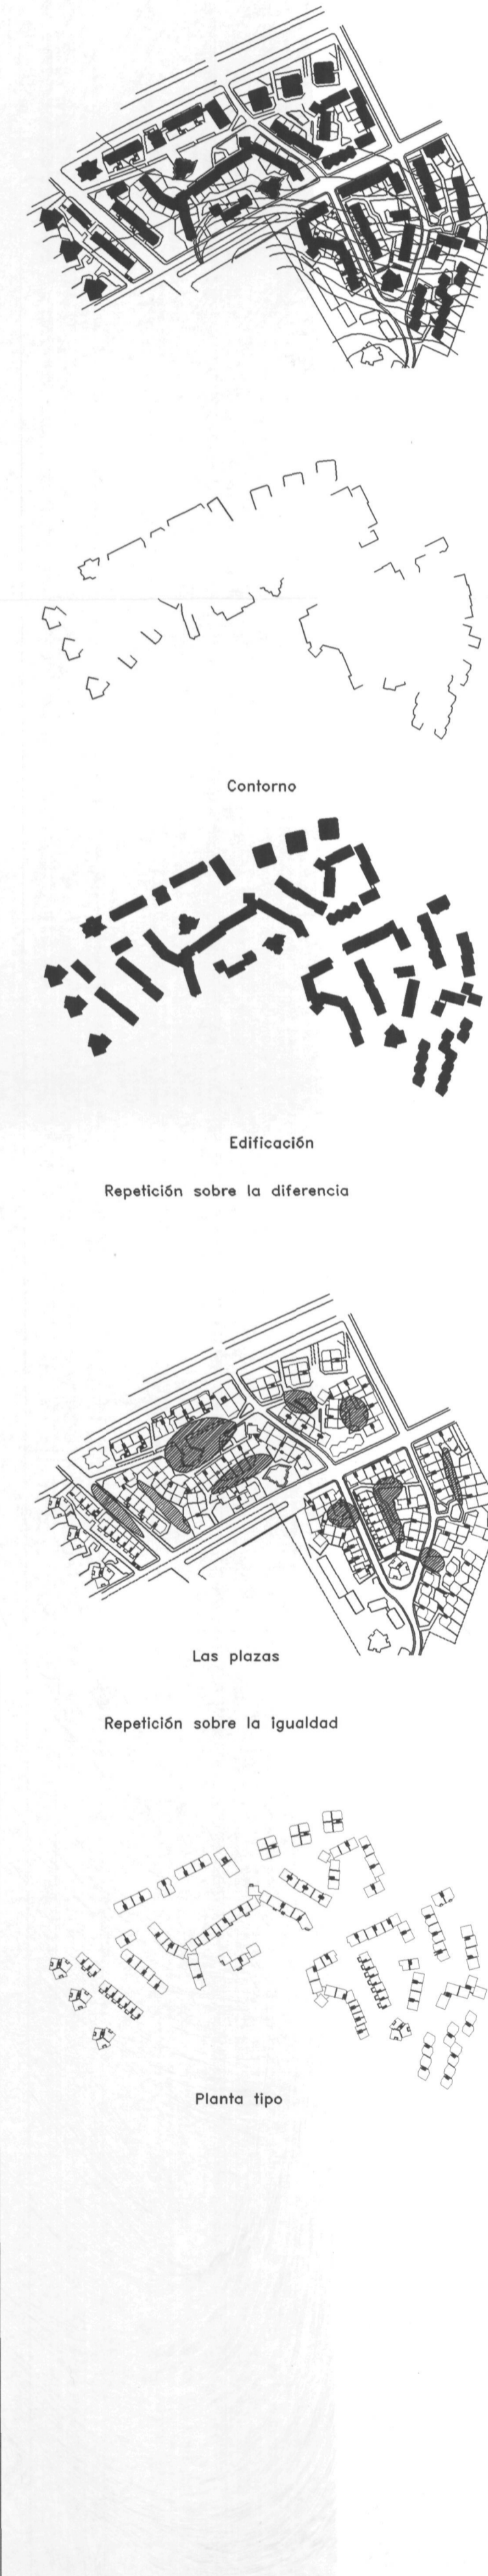 Contorno
Edificación
Repetición sobre la diferencia
Las plazas
Repetición sobre la igualdad
Planta tipo